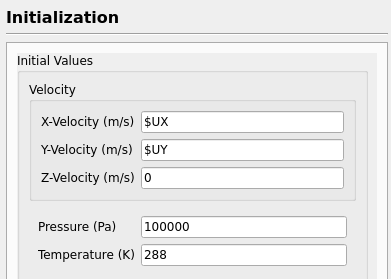 Initialization
Initial Values
Velocity
X-Velocity (m/s) $UX
Y-Velocity (m/s) $UY
Z-Velocity (m/s) 0
Pressure (Pa) 100000
Temperature (K) 288